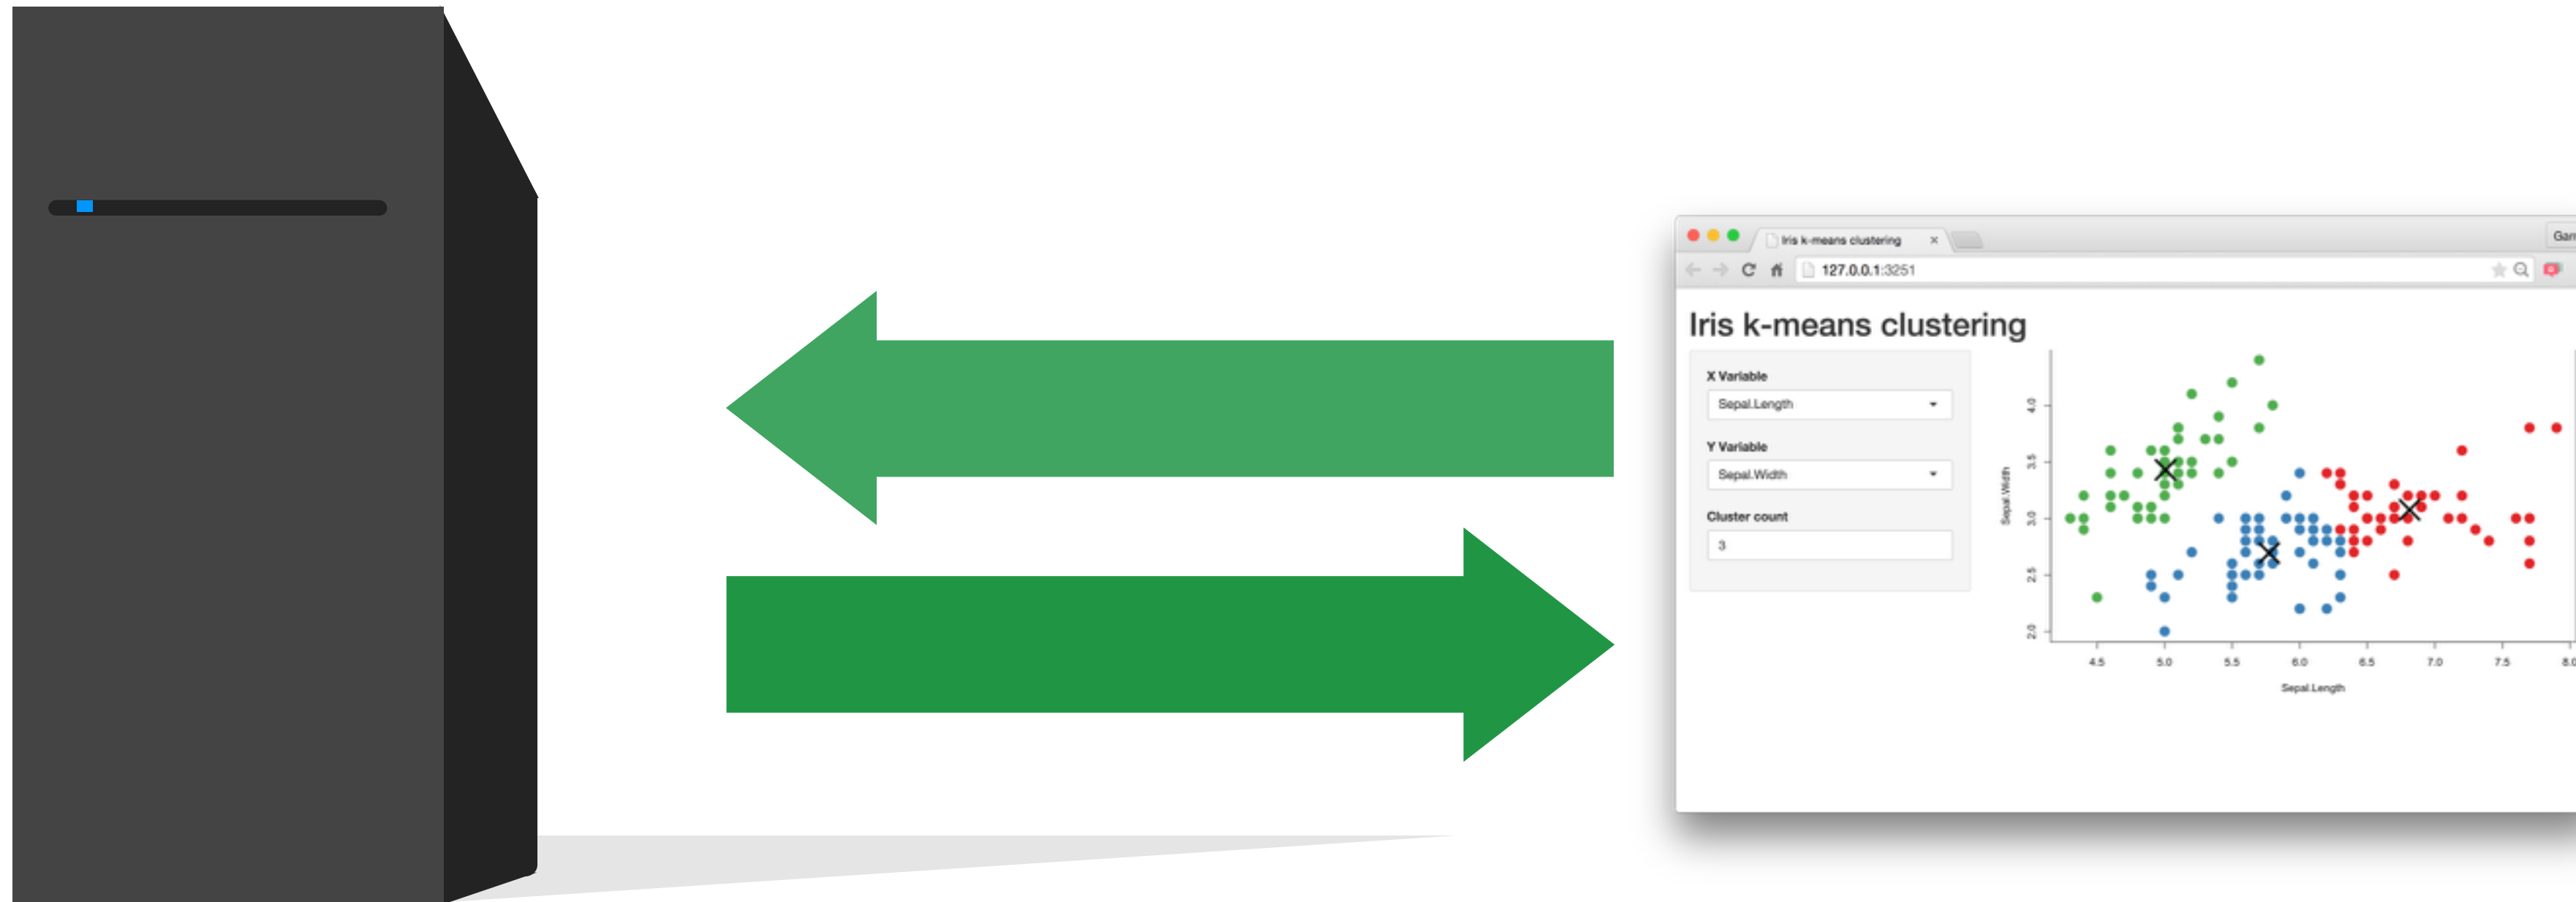 Iris k-means clustering
127.0.0.1:3251
Iris k-means clustering
X Variable
Sepal.Length
Y Variable
Sepal.Width
Cluster count
3
Sepal.Width
4.0
3.5
3.0
2.5
2.0
4.5 5.0 5.5 6.0 6.5 7.0 7.5 8.0
Sepal.Length